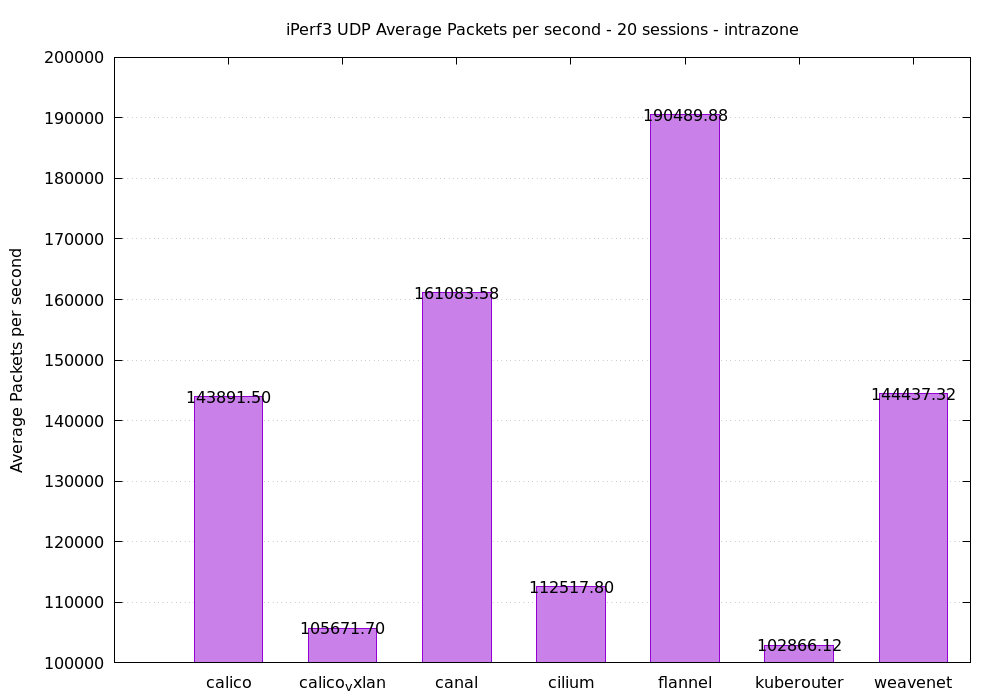 iPerf3 UDP Average Packets per second - 20 sessions - intrazone
Average Packets per second
200000
190000
180000
170000
160000
150000
140000
130000
120000
110000
100000
143891.50
105671.70
161083.58
112517.80
190489.88
102866.12
144437.32
calico
calicovxlan
canal
cilium
flannel
kuberouter
weavenet